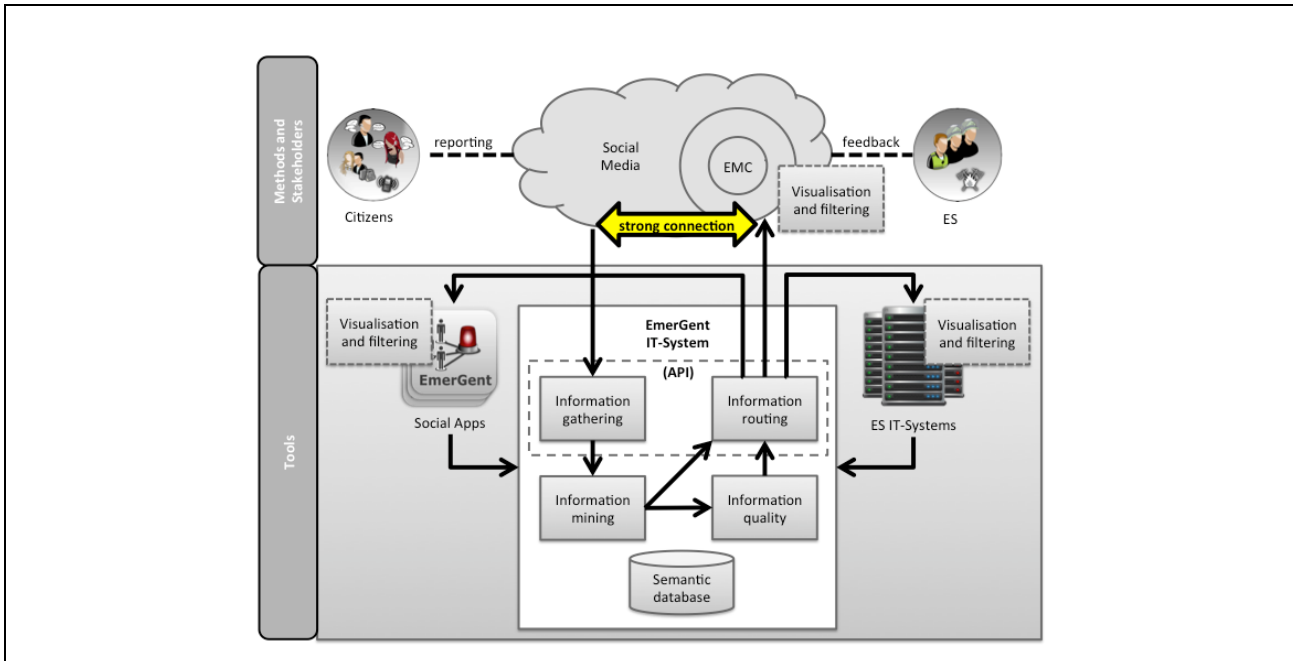 Methods and
Stakeholders
Citizens
reporting
Social
Media
EMC
feedback
Visualisation
and filtering
ES
strong connection
Tools
Visualisation
and filtering
EmerGent
Social Apps
EmerGent
IT-System
(API)
Information
gathering
Information
routing
Information
mining
Information
quality
Semantic
database
Visualisation
and filtering
ES IT-Systems